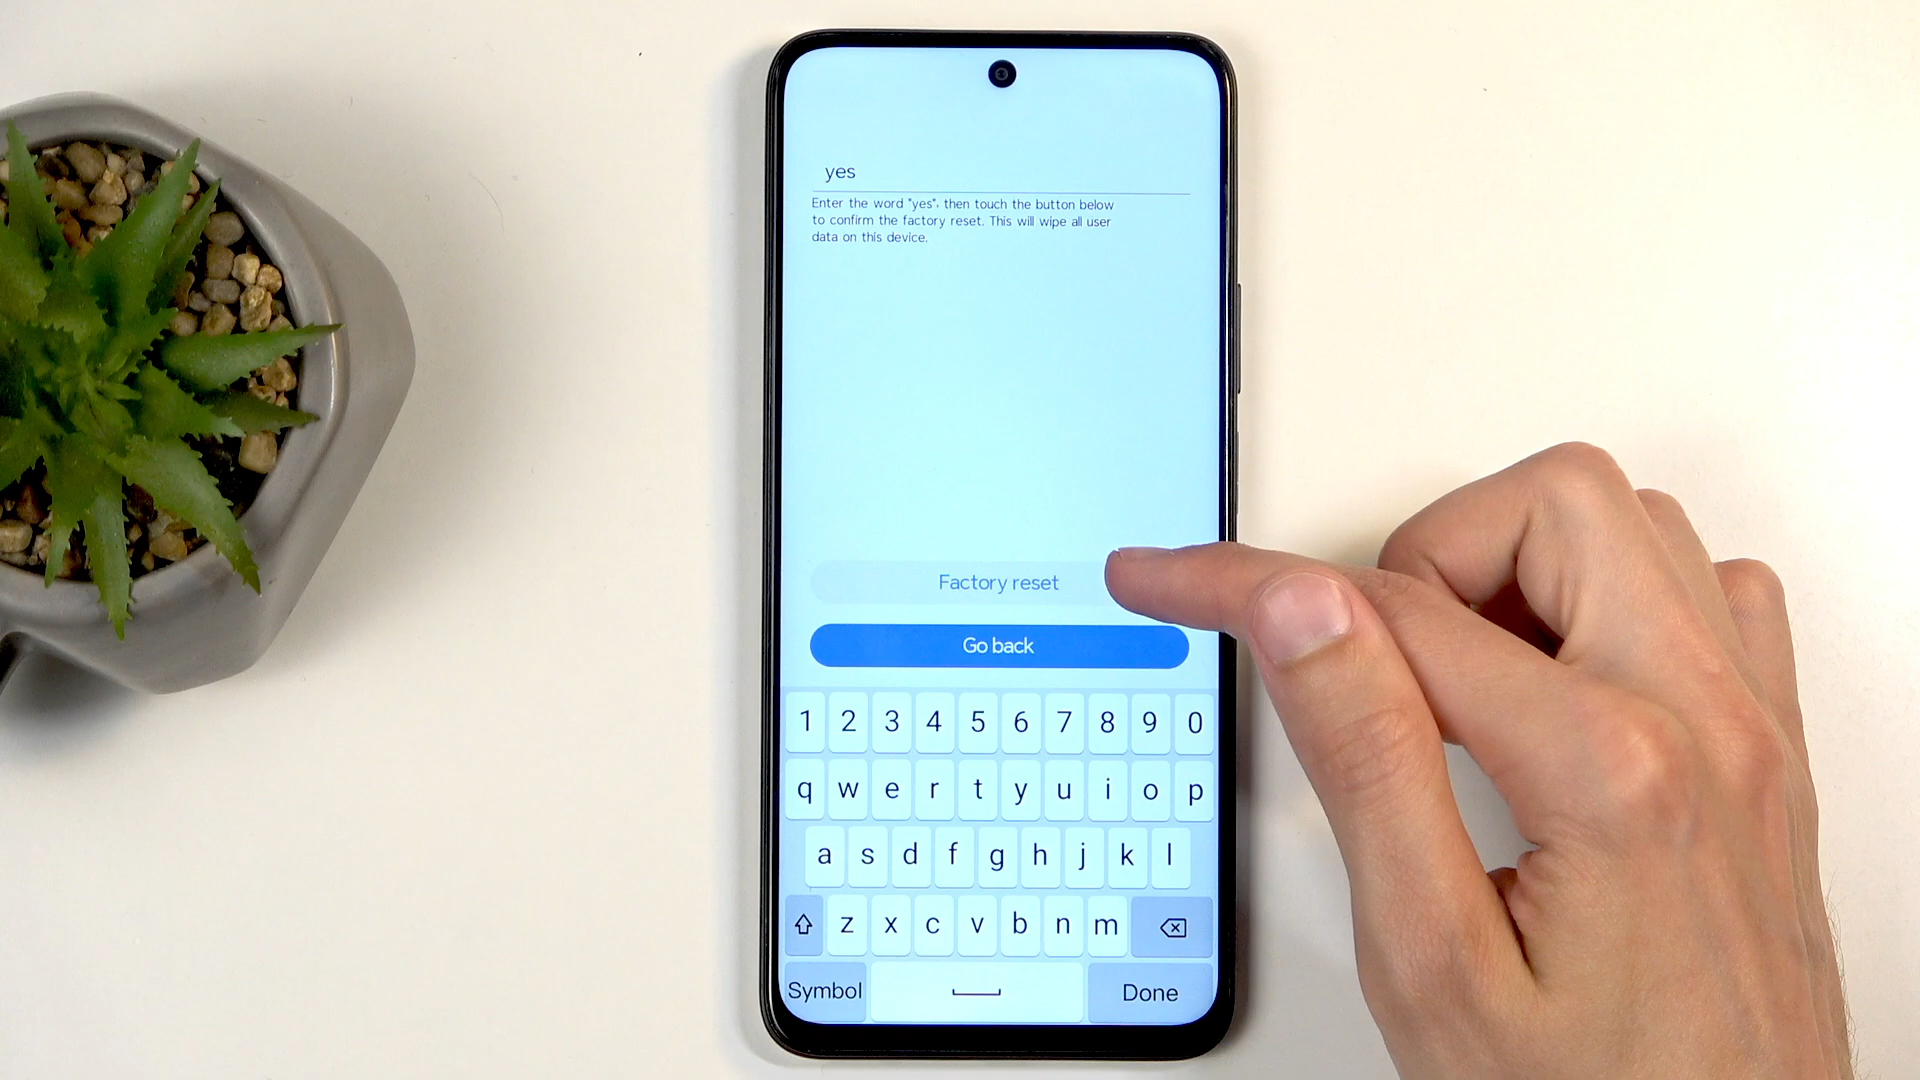 yes
Enter the word "yes", then touch the button below
to confirm the factory reset. This will wipe all user
data on this device.
Factory reset
Go back
1 2 3 4 5 6 7 8 9 0
q w e r t y u i o p
a s d f g h j k l
z x c v b n m
Symbol Done